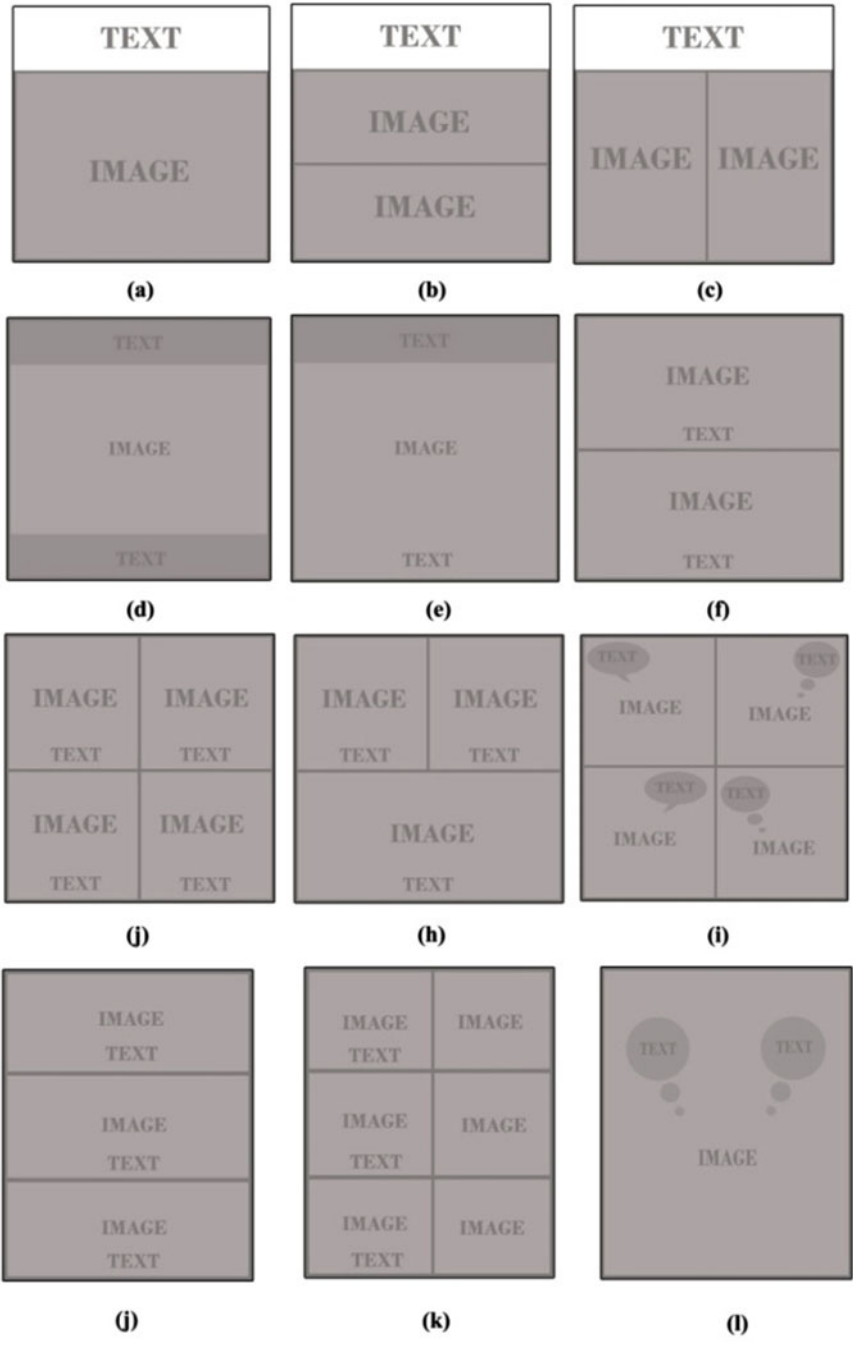 TEXT TEXT TEXT
IMAGE
IMAGE IMAGE IMAGE
IMAGE
(a) (b) (c)
TEXT TEXT
IMAGE
IMAGE IMAGE TEXT
IMAGE
TEXT TEXT TEXT
(d) (e) (f)
TEXT TEXT
IMAGE IMAGE IMAGE IMAGE IMAGE IMAGE
TEXT TEXT TEXT TEXT
TEXT TEXT
IMAGE IMAGE IMAGE IMAGE IMAGE
TEXT TEXT TEXT
(j) (h) (i)
IMAGE IMAGE IMAGE
TEXT TEXT TEXT TEXT
IMAGE IMAGE IMAGE
TEXT TEXT IMAGE
IMAGE IMAGE IMAGE
TEXT TEXT
(j) (k) (l)